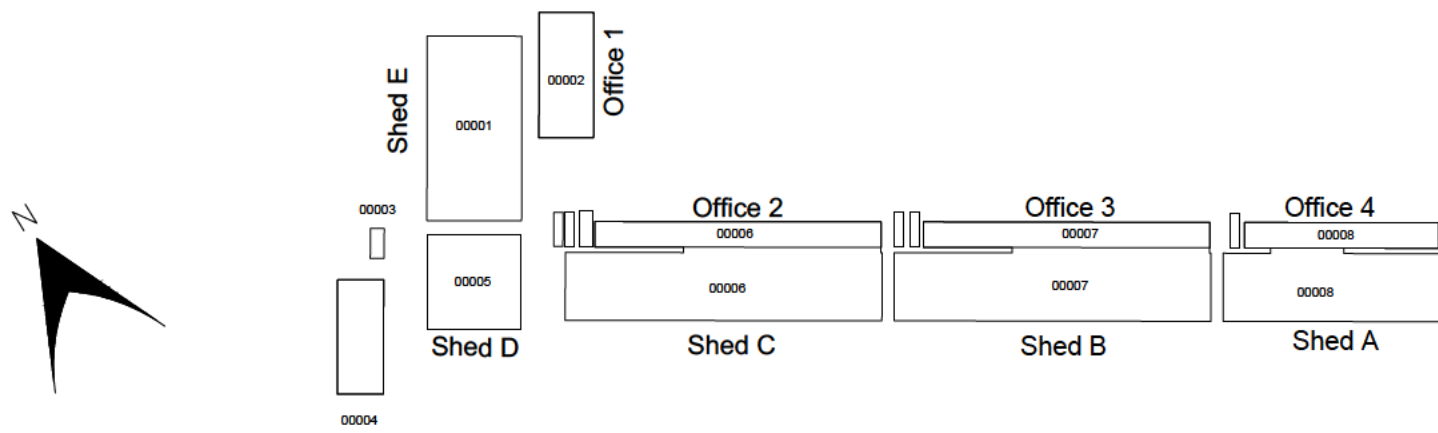 Shed E
00001
00002
Office 1
N
00003
Office 2
00006
Office 3
00007
Office 4
00008
00005
00006
00007
00008
Shed D
Shed C
Shed B
Shed A
00004